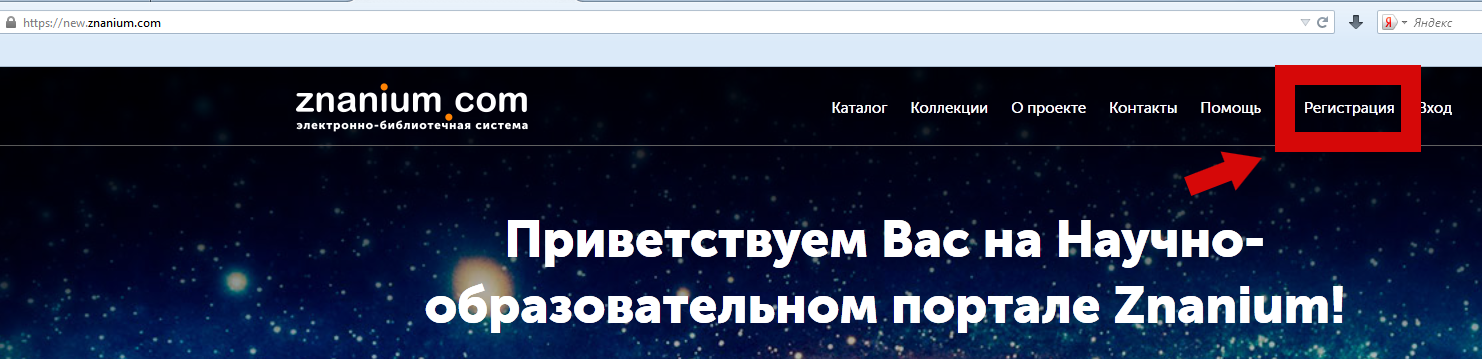 https://new.znanium.com
Яндекс
znanium.com
электронно-библиотечная система
Каталог Коллекции О проекте Контакты Помощь Регистрация Вход
Приветствуем Вас на Научно-
образовательном портале Znanium!